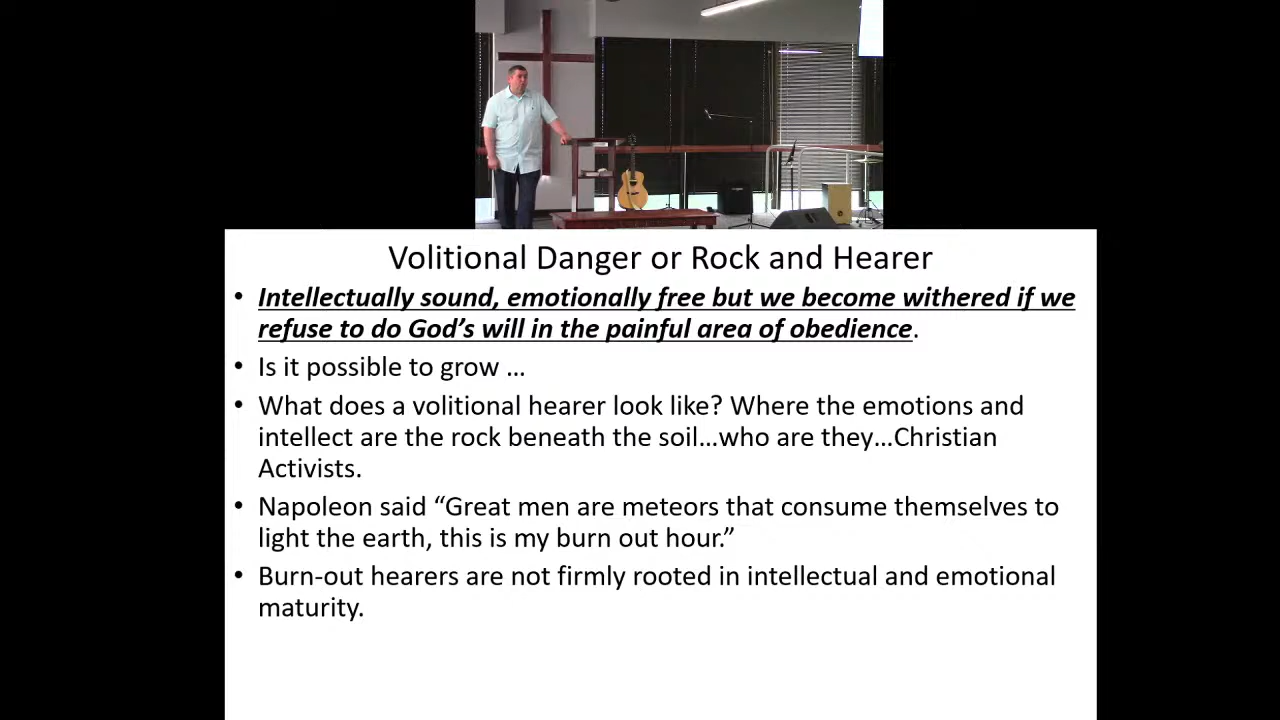 Volitional Danger or Rock and Hearer
• Intellectually sound, emotionally free but we become withered if we
refuse to do God’s will in the painful area of obedience.
• Is it possible to grow …
• What does a volitional hearer look like? Where the emotions and
intellect are the rock beneath the soil…who are they…Christian
Activists.
• Napoleon said “Great men are meteors that consume themselves to
light the earth, this is my burn out hour.”
• Burn-out hearers are not firmly rooted in intellectual and emotional
maturity.